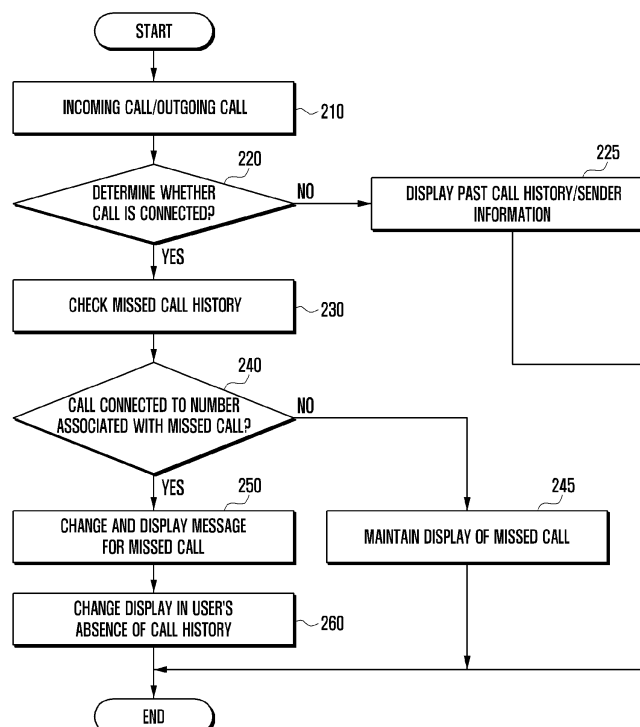 START
INCOMING CALL/OUTGOING CALL
210
220
DETERMINE WHETHER
CALL IS CONNECTED?
NO
225
DISPLAY PAST CALL HISTORY/SENDER
INFORMATION
YES
CHECK MISSED CALL HISTORY
230
240
CALL CONNECTED TO NUMBER
ASSOCIATED WITH MISSED CALL?
NO
YES
250
CHANGE AND DISPLAY MESSAGE
FOR MISSED CALL
245
MAINTAIN DISPLAY OF MISSED CALL
CHANGE DISPLAY IN USER'S
ABSENCE OF CALL HISTORY
260
END